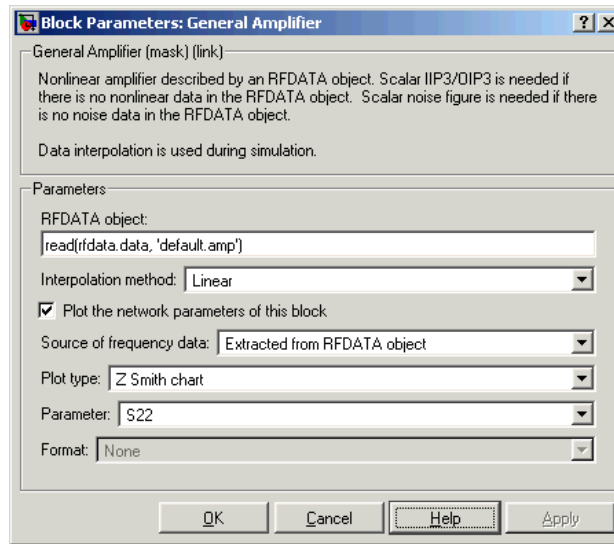 Block Parameters: General Amplifier
General Amplifier (mask) (link)
Nonlinear amplifier described by an RFDATA object. Scalar IIP3/OIP3 is needed if
there is no nonlinear data in the RFDATA object.  Scalar noise figure is needed if there
is no noise data in the RFDATA object.
Data interpolation is used during simulation.
Parameters
RFDATA object:
read(rfdata.data, 'default.amp')
Interpolation method: Linear
Plot the network parameters of this block
Source of frequency data: Extracted from RFDATA object
Plot type: Z Smith chart
Parameter: S22
Format: None
OK Cancel Help Apply